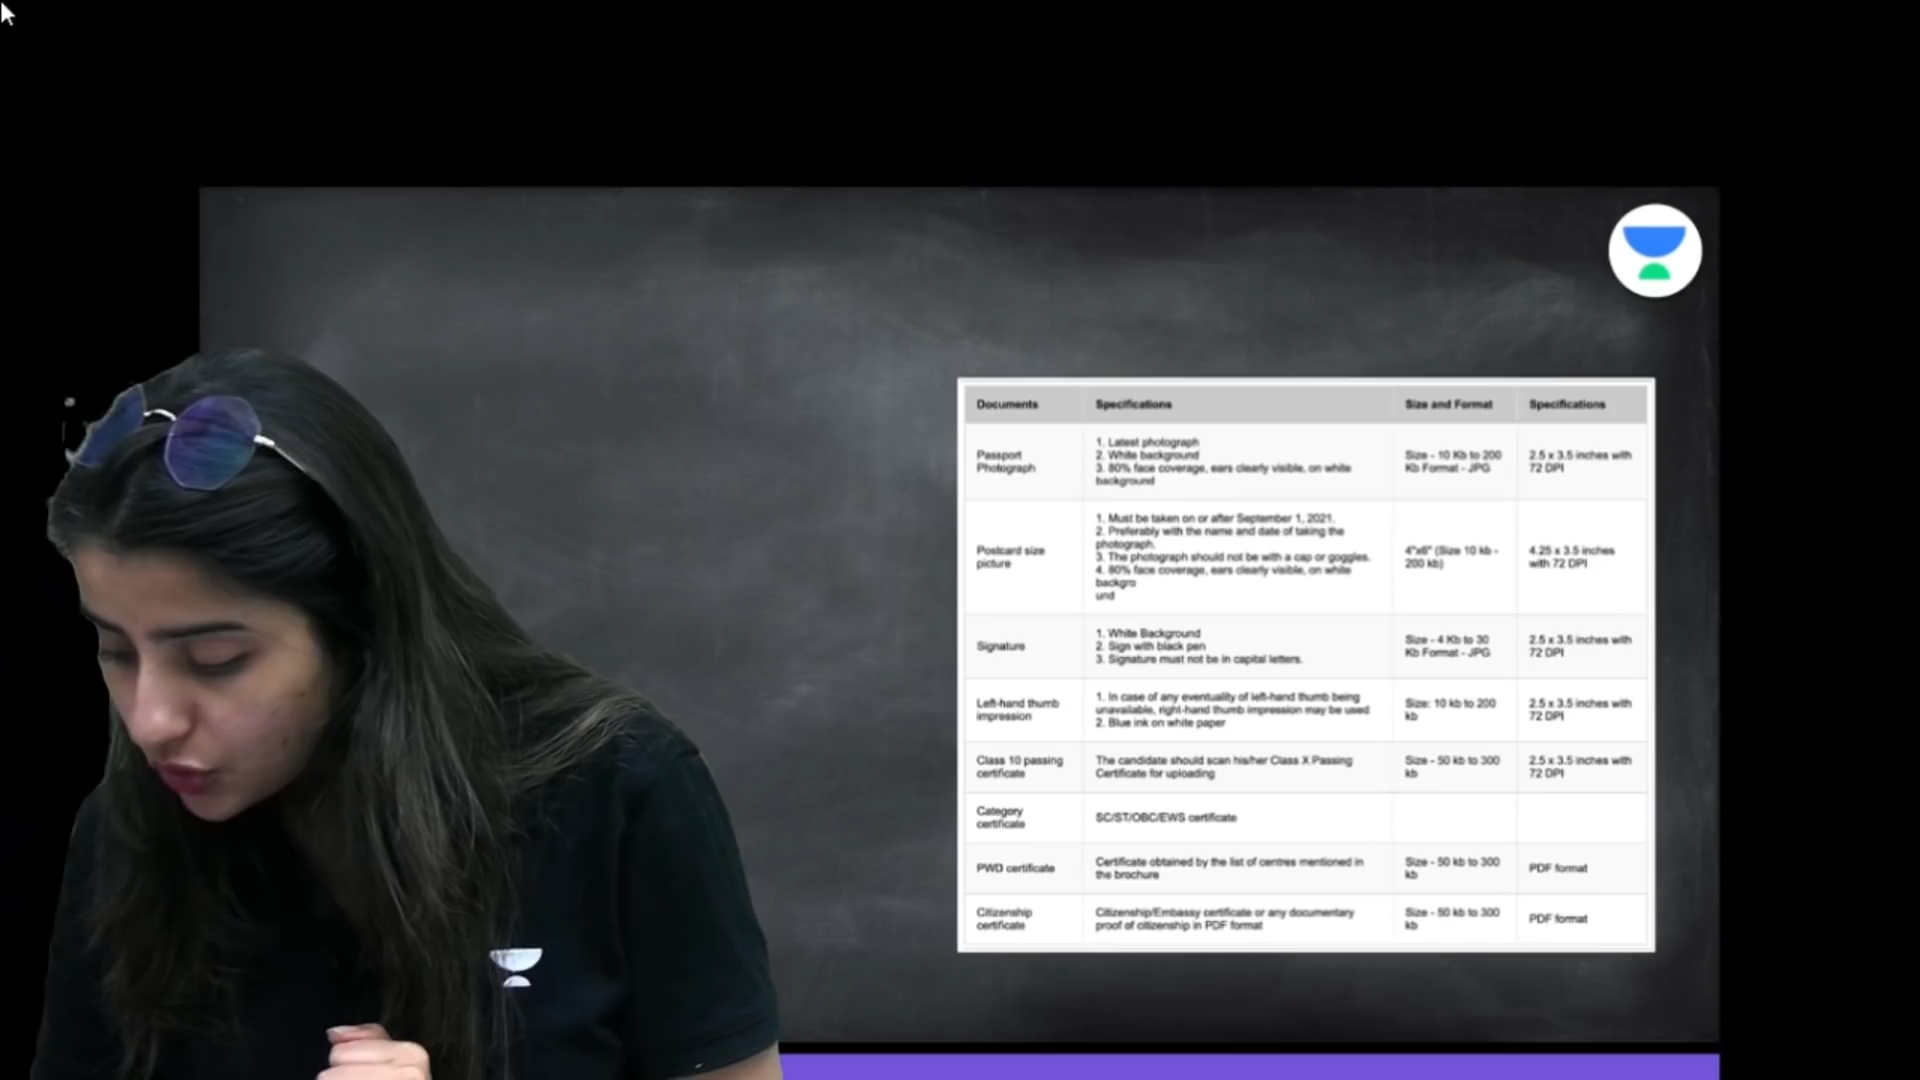 Documents Specifications Size and Format Specifications
Passport
Photograph
1. Latest photograph
2. White background
3. 80% face coverage, ears clearly visible, on white
background
Size - 10 Kb to 200
Kb Format - JPG
2.5 x 3.5 inches with
72 DPI
Postcard size
picture
1. Must be taken on or after September 1, 2021.
2. Preferably with the name and date of taking the
photograph.
3. The photograph should not be with a cap or goggles.
4. 80% face coverage, ears clearly visible, on white
backgro
und
4"x6" (Size 10 kb -
200 kb)
4.25 x 3.5 inches
with 72 DPI
Signature
1. White Background
2. Sign with black pen
3. Signature must not be in capital letters.
Size - 4 Kb to 30
Kb Format - JPG
2.5 x 3.5 inches with
72 DPI
Left-hand thumb
impression
1. In case of any eventuality of left-hand thumb being
unavailable, right-hand thumb impression may be used
2. Blue ink on white paper
Size: 10 kb to 200
kb
2.5 x 3.5 inches with
72 DPI
Class 10 passing
certificate
The candidate should scan his/her Class X Passing
Certificate for uploading
Size - 50 kb to 300
kb
2.5 x 3.5 inches with
72 DPI
Category
certificate
SC/ST/OBC/EWS certificate
PWD certificate
Certificate obtained by the list of centres mentioned in
the brochure
Size - 50 kb to 300
kb
PDF format
Citizenship
certificate
Citizenship/Embassy certificate or any documentary
proof of citizenship in PDF format
Size - 50 kb to 300
kb
PDF format